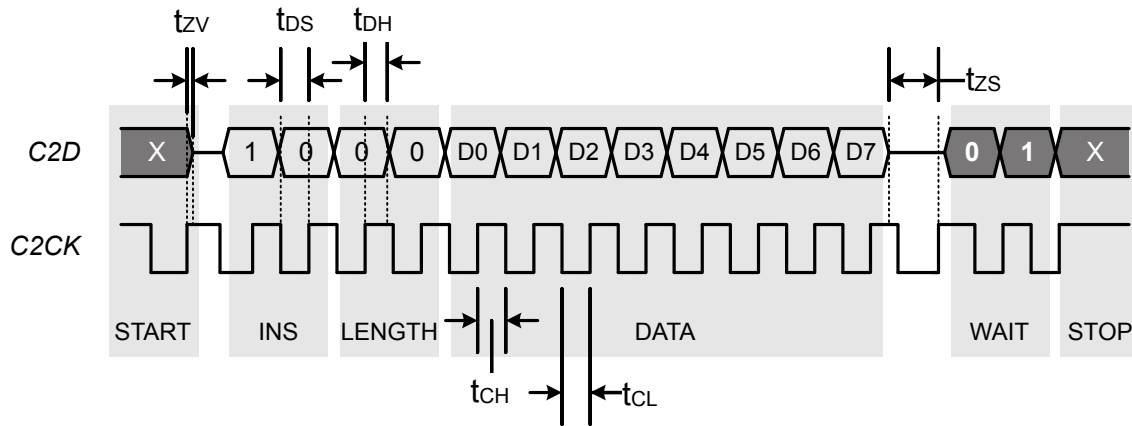 tZV tDS tDH
tZS
C2D X 1 0 0 0 D0 D1 D2 D3 D4 D5 D6 D7 0 1 X
C2CK
START INS LENGTH DATA WAIT STOP
tCH tCL